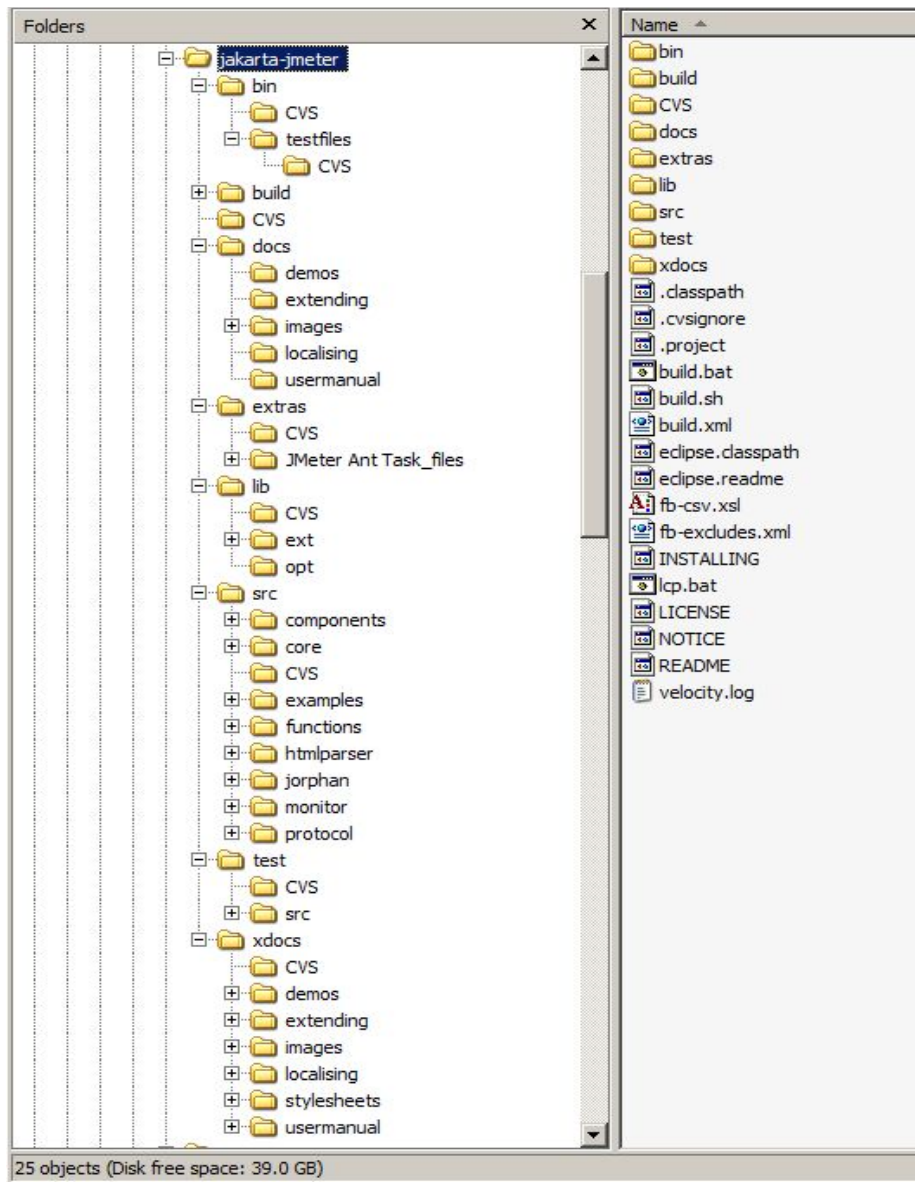 Folders
jakarta-jmeter
bin
CVS
testfiles
CVS
build
CVS
docs
demos
extending
images
localising
usermanual
extras
CVS
JMeter Ant Task_files
lib
CVS
ext
opt
src
components
core
CVS
examples
functions
htmlparser
jorphan
monitor
protocol
test
CVS
src
xdocs
CVS
demos
extending
images
localising
stylesheets
usermanual
Name
bin
build
CVS
docs
extras
lib
src
test
xdocs
.classpath
.cvsignore
.project
build.bat
build.sh
build.xml
eclipse.classpath
eclipse.readme
fb-csv.xsl
fb-excludes.xml
INSTALLING
lcp.bat
LICENSE
NOTICE
README
velocity.log
25 objects (Disk free space: 39.0 GB)